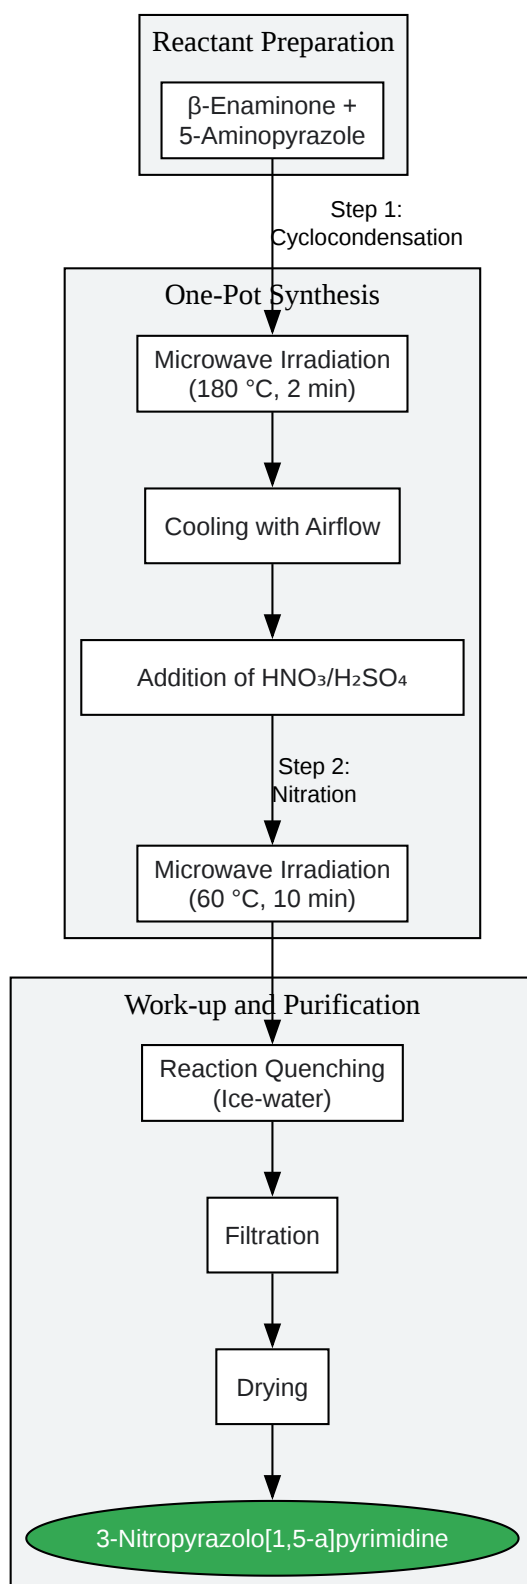 Reactant Preparation
β-Enaminone +
5-Aminopyrazole
Step 1:
Cyclocondensation
One-Pot Synthesis
Microwave Irradiation
(180 °C, 2 min)
Cooling with Airflow
Addition of HNO₃/H₂SO₄
Step 2:
Nitration
Microwave Irradiation
(60 °C, 10 min)
Work-up and Purification
Reaction Quenching
(Ice-water)
Filtration
Drying
3-Nitropyrazolo[1,5-a]pyrimidine